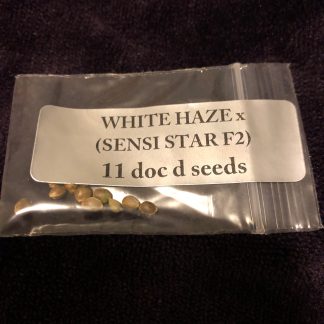 WHITE HAZE x
(SENSI STAR F2)
11 doc d seeds